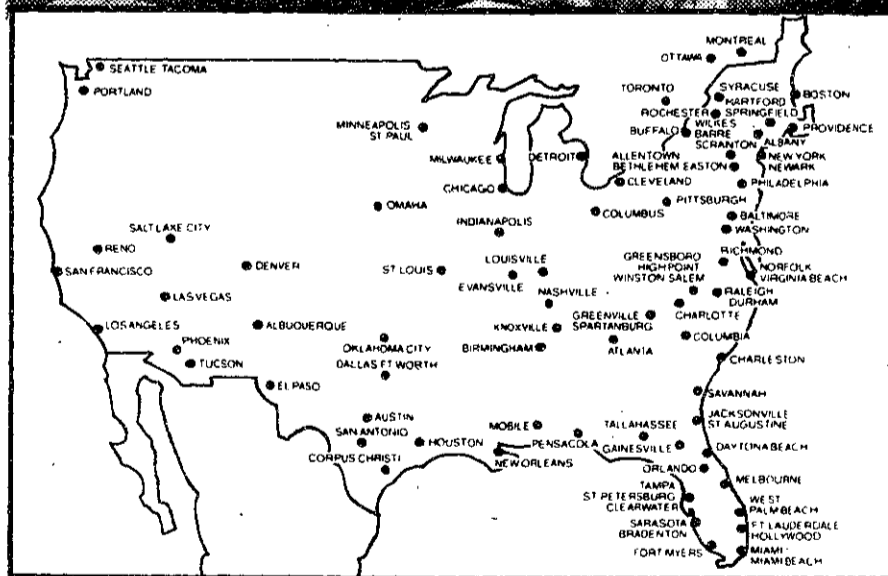 MONTREAL
OTTAWA
SEATTLE TACOMA
PORTLAND
TORONTO
SYRACUSE
HARTFORD
BOSTON
ROCHESTER
SPRINGFIELD
MINNEAPOLIS
ST PAUL
WILKES
BARRE
BUFFALO
PROVIDENCE
SCRANTON
ALBANY
MILWAUKEE
DETROIT
ALLENTOWN
BETHLEHEM EASTON
NEW YORK
NEWARK
CHICAGO
CLEVELAND
PHILADELPHIA
OMAHA
COLUMBUS
PITTSBURGH
BALTIMORE
WASHINGTON
INDIANAPOLIS
SALT LAKE CITY
RENO
RICHMOND
SAN FRANCISCO
DENVER
ST LOUIS
LOUISVILLE
EVANSVILLE
GREENSBORO
HIGH POINT
WINSTON SALEM
NORFOLK
VIRGINIA BEACH
LAS VEGAS
NASHVILLE
RALEIGH
DURHAM
LOS ANGELES
ALBUQUERQUE
KNOXVILLE
GREENVILLE
SPARTANBURG
CHARLOTTE
PHOENIX
TUCSON
OKLAHOMA CITY
BIRMINGHAM
ATLANTA
COLUMBIA
DALLAS FT WORTH
CHARLESTON
EL PASO
SAVANNAH
AUSTIN
SAN ANTONIO
HOUSTON
MOBILE
PENSACOLA
TALLAHASSEE
JACKSONVILLE
ST AUGUSTINE
GAINESVILLE
DAYTONA BEACH
CORPUS CHRISTI
NEW ORLEANS
ORLANDO
MELBOURNE
TAMPA
ST PETERSBURG
CLEARWATER
WEST
PALM BEACH
SARASOTA
BRADENTON
FT LAUDERDALE
HOLLYWOOD
FORT MYERS
MIAMI
MIAMI BEACH